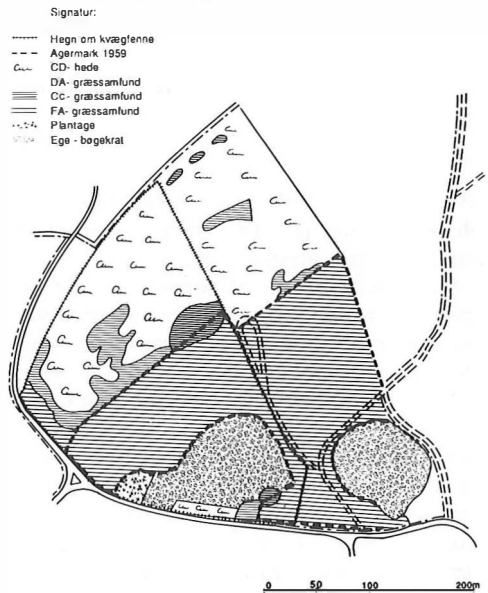 Signatur:
Hegn om kvægfenne
Agermark 1959
CD- hede
DA- græssamfund
Cc- græssamfund
FA- græssamfund
Plantage
Ege - bøgekrat
0 50 100 200m